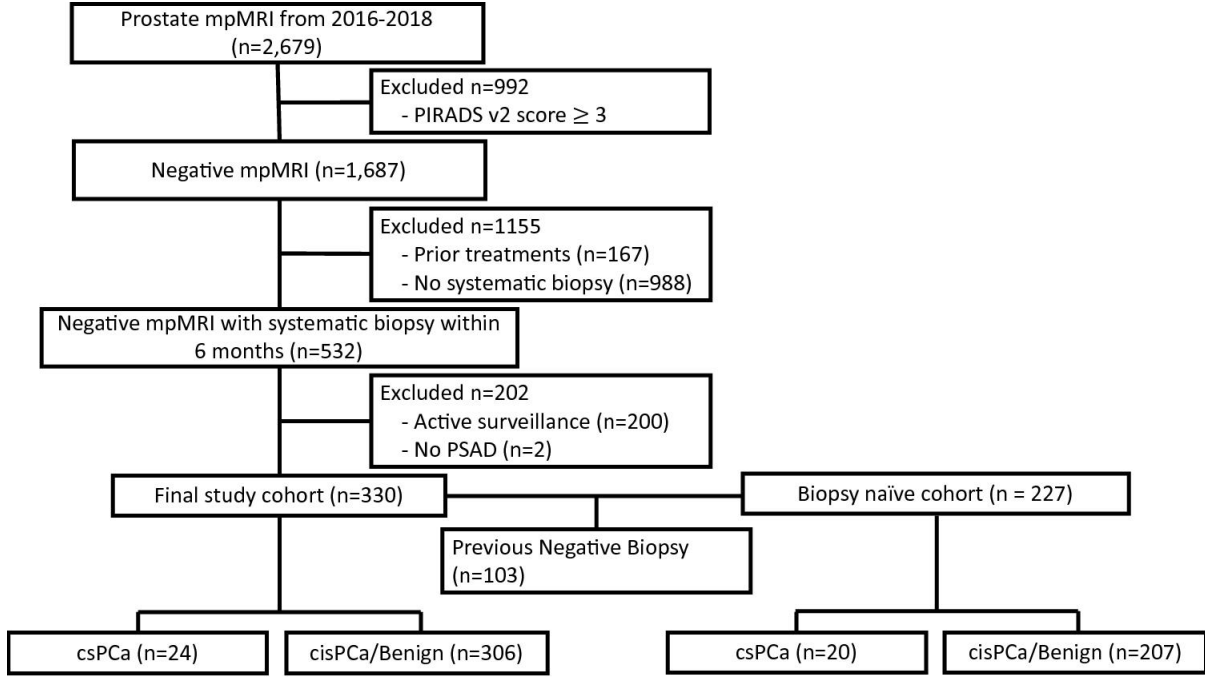 Prostate mpMRI from 2016-2018
(n=2,679)
Excluded n=992
- PIRADS v2 score ≥ 3
Negative mpMRI (n=1,687)
Excluded n=1155
- Prior treatments (n=167)
- No systematic biopsy (n=988)
Negative mpMRI with systematic biopsy within
6 months (n=532)
Excluded n=202
- Active surveillance (n=200)
- No PSAD (n=2)
Final study cohort (n=330)
Biopsy naïve cohort (n = 227)
Previous Negative Biopsy
(n=103)
csPCa (n=24)
cisPCa/Benign (n=306)
csPCa (n=20)
cisPCa/Benign (n=207)